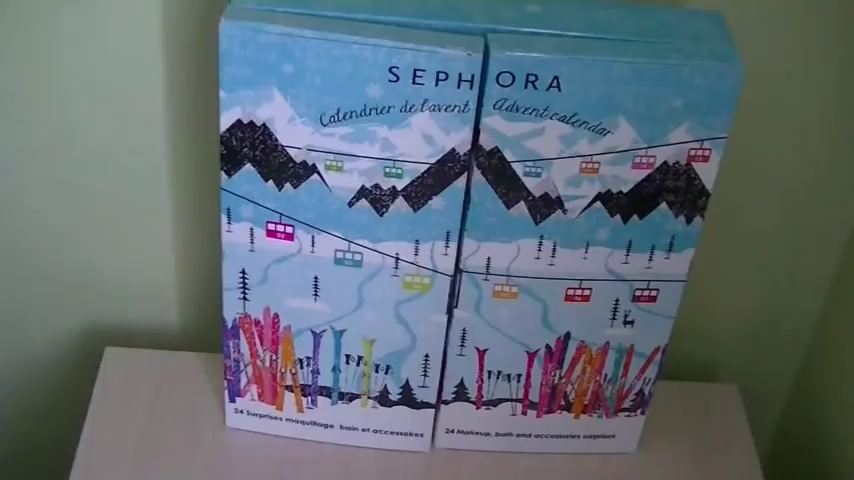 SEPHORA
Calendrier de l'avent Advent calendar
24 Surprises maquillage, bain et accessoires
24 Makeup, bath and accessories surprises